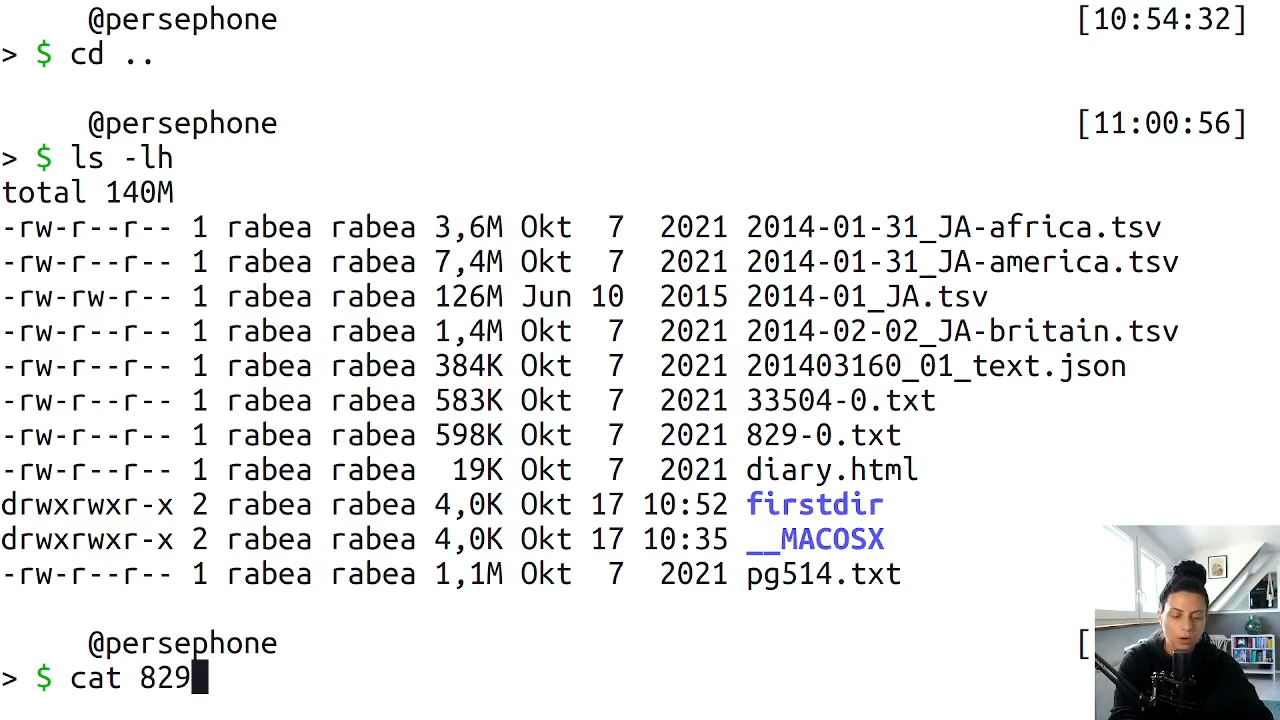 @persephone [10:54:32]
> $ cd ..
@persephone [11:00:56]
> $ ls -lh
total 140M
-rw-r--r-- 1 rabea rabea 3,6M Okt  7  2021 2014-01-31_JA-africa.tsv
-rw-r--r-- 1 rabea rabea 7,4M Okt  7  2021 2014-01-31_JA-america.tsv
-rw-rw-r-- 1 rabea rabea 126M Jun 10  2015 2014-01_JA.tsv
-rw-r--r-- 1 rabea rabea 1,4M Okt  7  2021 2014-02-02_JA-britain.tsv
-rw-r--r-- 1 rabea rabea 384K Okt  7  2021 201403160_01_text.json
-rw-r--r-- 1 rabea rabea 583K Okt  7  2021 33504-0.txt
-rw-r--r-- 1 rabea rabea 598K Okt  7  2021 829-0.txt
-rw-r--r-- 1 rabea rabea  19K Okt  7  2021 diary.html
drwxrwxr-x 2 rabea rabea 4,0K Okt 17 10:52 firstdir
drwxrwxr-x 2 rabea rabea 4,0K Okt 17 10:35 __MACOSX
-rw-r--r-- 1 rabea rabea 1,1M Okt  7  2021 pg514.txt
@persephone [
> $ cat 829